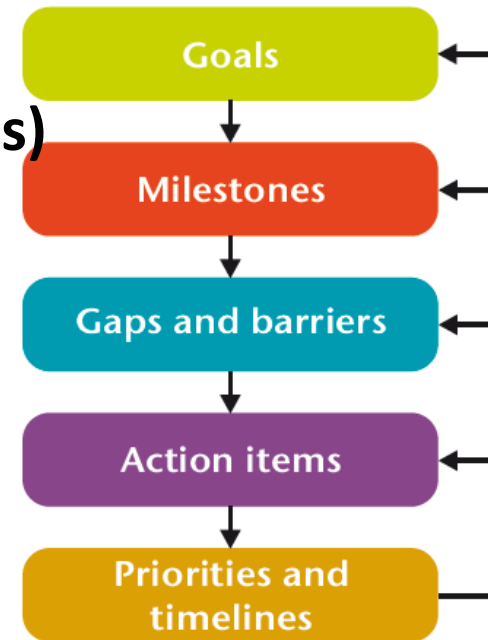 Goals
s)
Milestones
Gaps and barriers
Action items
Priorities and
timelines